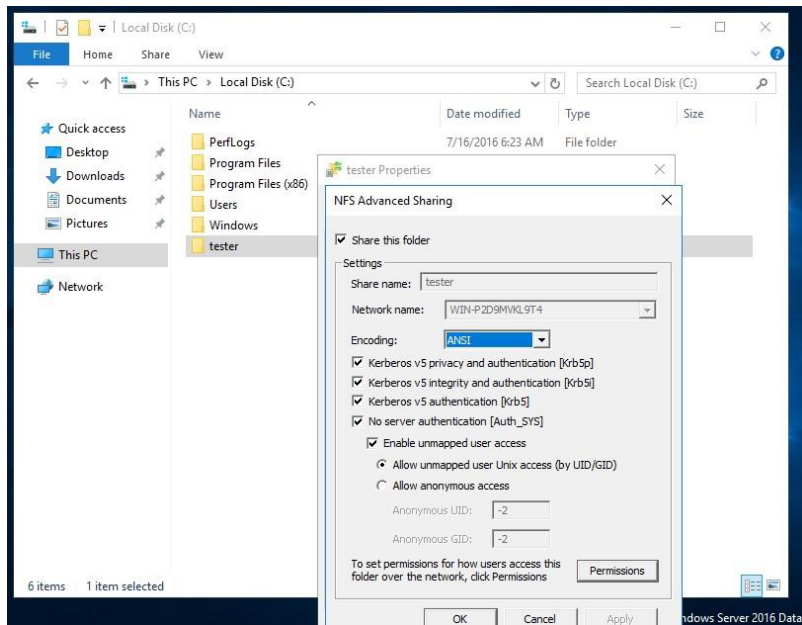 Local Disk (C:)
File Home Share View
This PC > Local Disk (C:) Search Local Disk (C:)
Name Date modified Type Size
Quick access
Desktop
Downloads
Documents
Pictures
This PC
Network
PerfLogs 7/16/2016 6:23 AM File folder
Program Files
Program Files (x86)
Users
Windows
tester
tester Properties
NFS Advanced Sharing
Share this folder
Settings
Share name: tester
Network name: WIN-P2D9MVKL9T4
Encoding: ANSI
Kerberos v5 privacy and authentication [Krb5p]
Kerberos v5 integrity and authentication [Krb5i]
Kerberos v5 authentication [Krb5]
No server authentication [Auth_SYS]
Enable unmapped user access
Allow unmapped user Unix access (by UID/GID)
Allow anonymous access
Anonymous UID: -2
Anonymous GID: -2
To set permissions for how users access this
folder over the network, click Permissions
Permissions
OK Cancel Apply
6 items 1 item selected
ndows Server 2016 Data